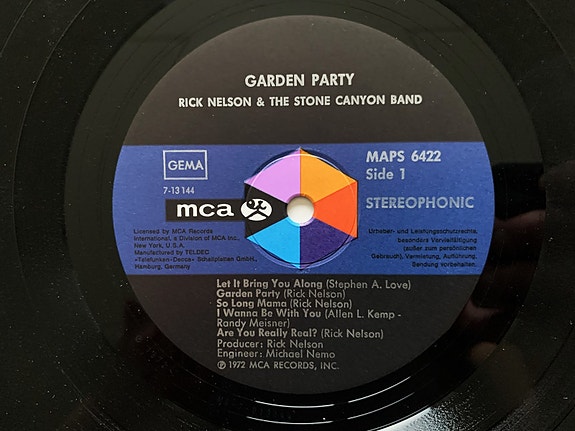 GARDEN PARTY
RICK NELSON & THE STONE CANYON BAND
GEMA
7-13 144
mca
MAPS 6422
Side 1
STEREOPHONIC
Licensed by MCA Records
International, a Division of MCA Inc.,
New York, U.S.A.
Manufactured by TELDEC
»Telefunken-Decca« Schallplatten GmbH.,
Hamburg, Germany
Urheber- und Leistungsschutzrechte,
besonders Vervielfältigung
(außer zum persönlichen
Gebrauch), Vermietung, Aufführung,
Sendung vorbehalten.
Let It Bring You Along (Stephen A. Love)
Garden Party (Rick Nelson)
So Long Mama (Rick Nelson)
I Wanna Be With You (Allen L. Kemp -
Randy Meisner)
Are You Really Real? (Rick Nelson)
Producer: Rick Nelson
Engineer: Michael Nemo
℗ 1972 MCA RECORDS, INC.